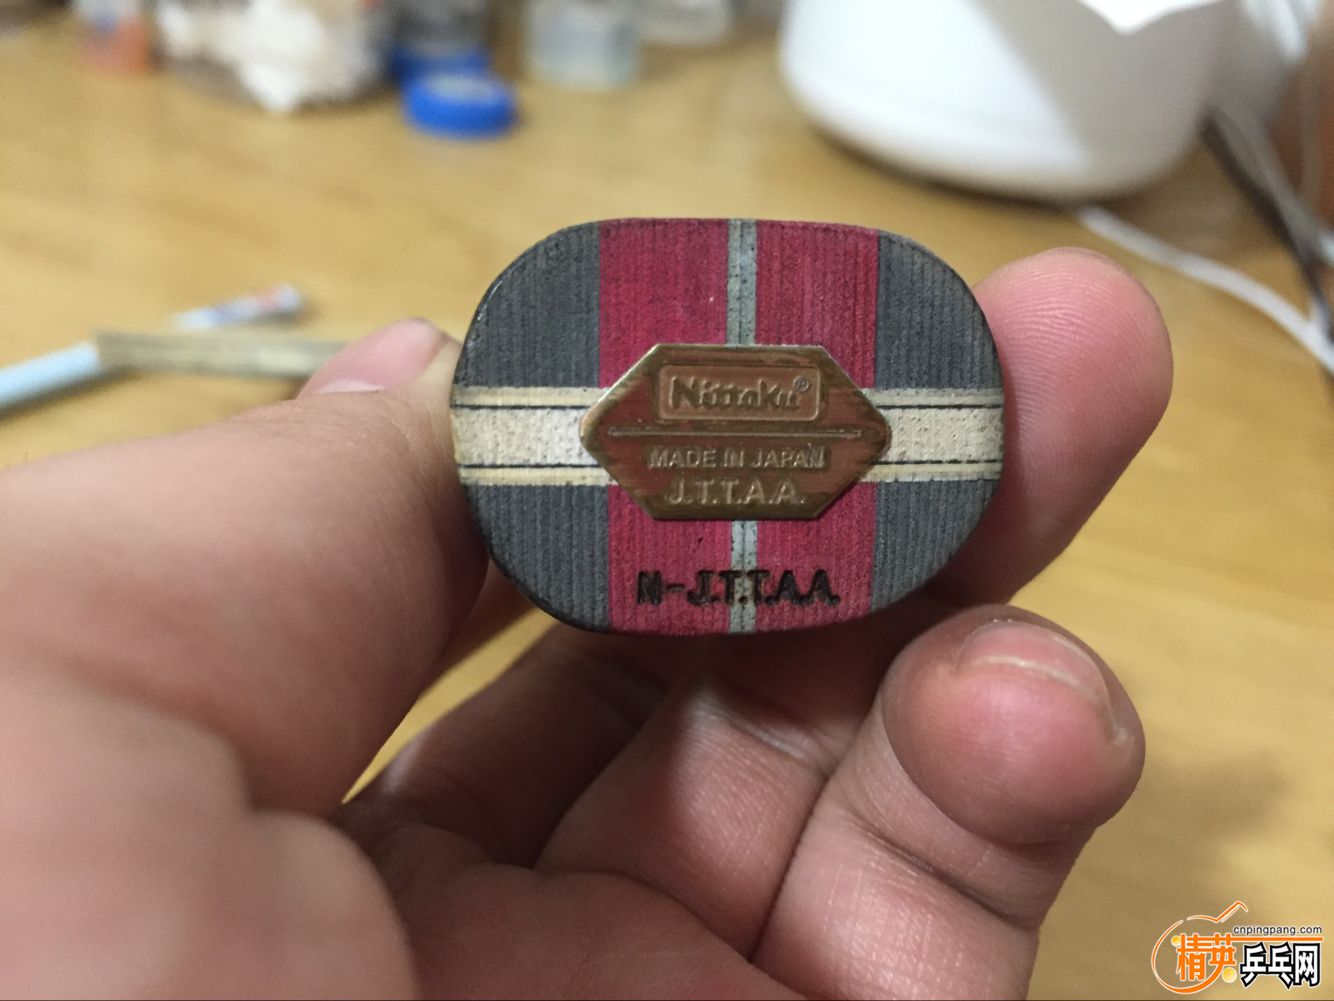 Nittaku®
MADE IN JAPAN
J.T.T.A.A.
N-J.T.T.A.A.
cnpingpang.com
精英乒乓网